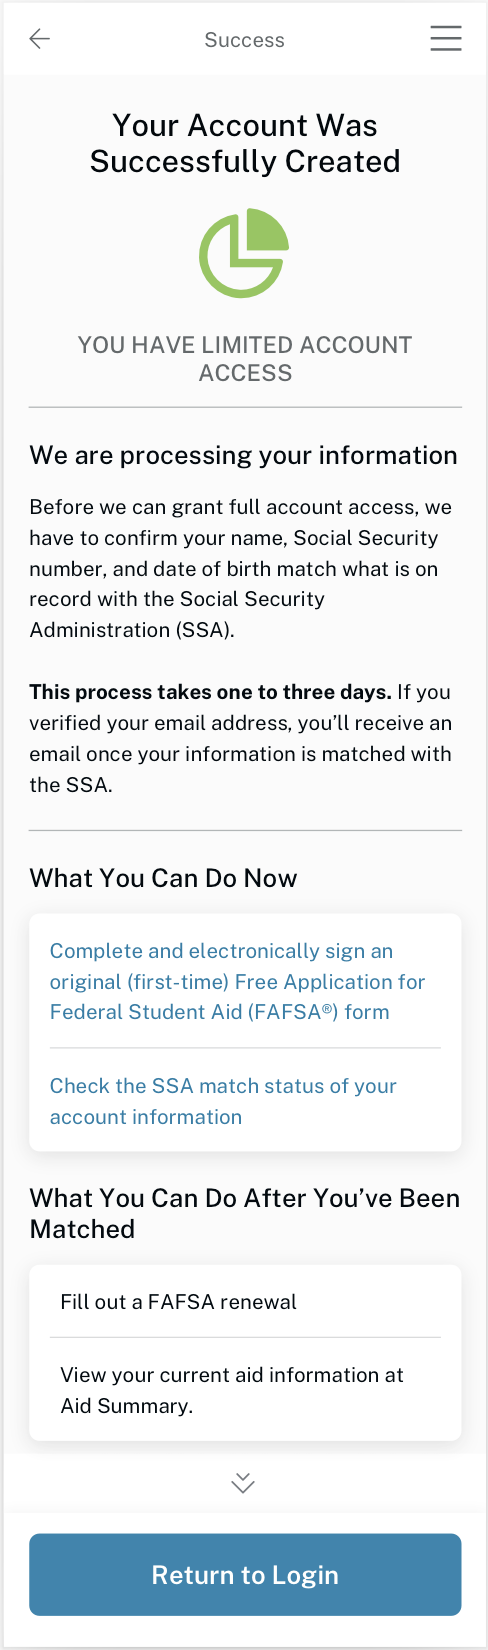 Success
Your Account Was
Successfully Created
YOU HAVE LIMITED ACCOUNT
ACCESS
We are processing your information
Before we can grant full account access, we
have to confirm your name, Social Security
number, and date of birth match what is on
record with the Social Security
Administration (SSA).
This process takes one to three days. If you
verified your email address, you’ll receive an
email once your information is matched with
the SSA.
What You Can Do Now
Complete and electronically sign an
original (first-time) Free Application for
Federal Student Aid (FAFSA®) form
Check the SSA match status of your
account information
What You Can Do After You’ve Been
Matched
Fill out a FAFSA renewal
View your current aid information at
Aid Summary.
Return to Login